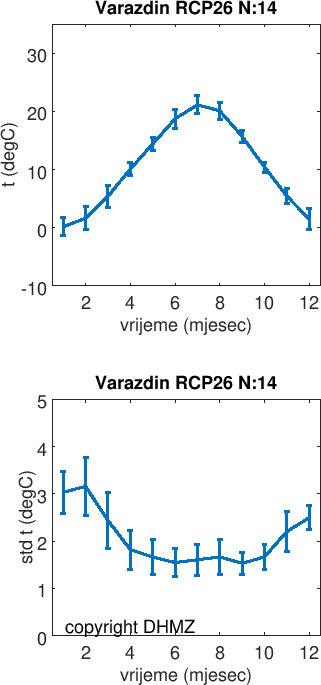 Varazdin RCP26 N:14
30
20
10
0
-10
t (degC)
2 4 6 8 10 12
vrijeme (mjesec)
Varazdin RCP26 N:14
5
4
3
2
1
0
std t (degC)
copyright DHMZ
2 4 6 8 10 12
vrijeme (mjesec)